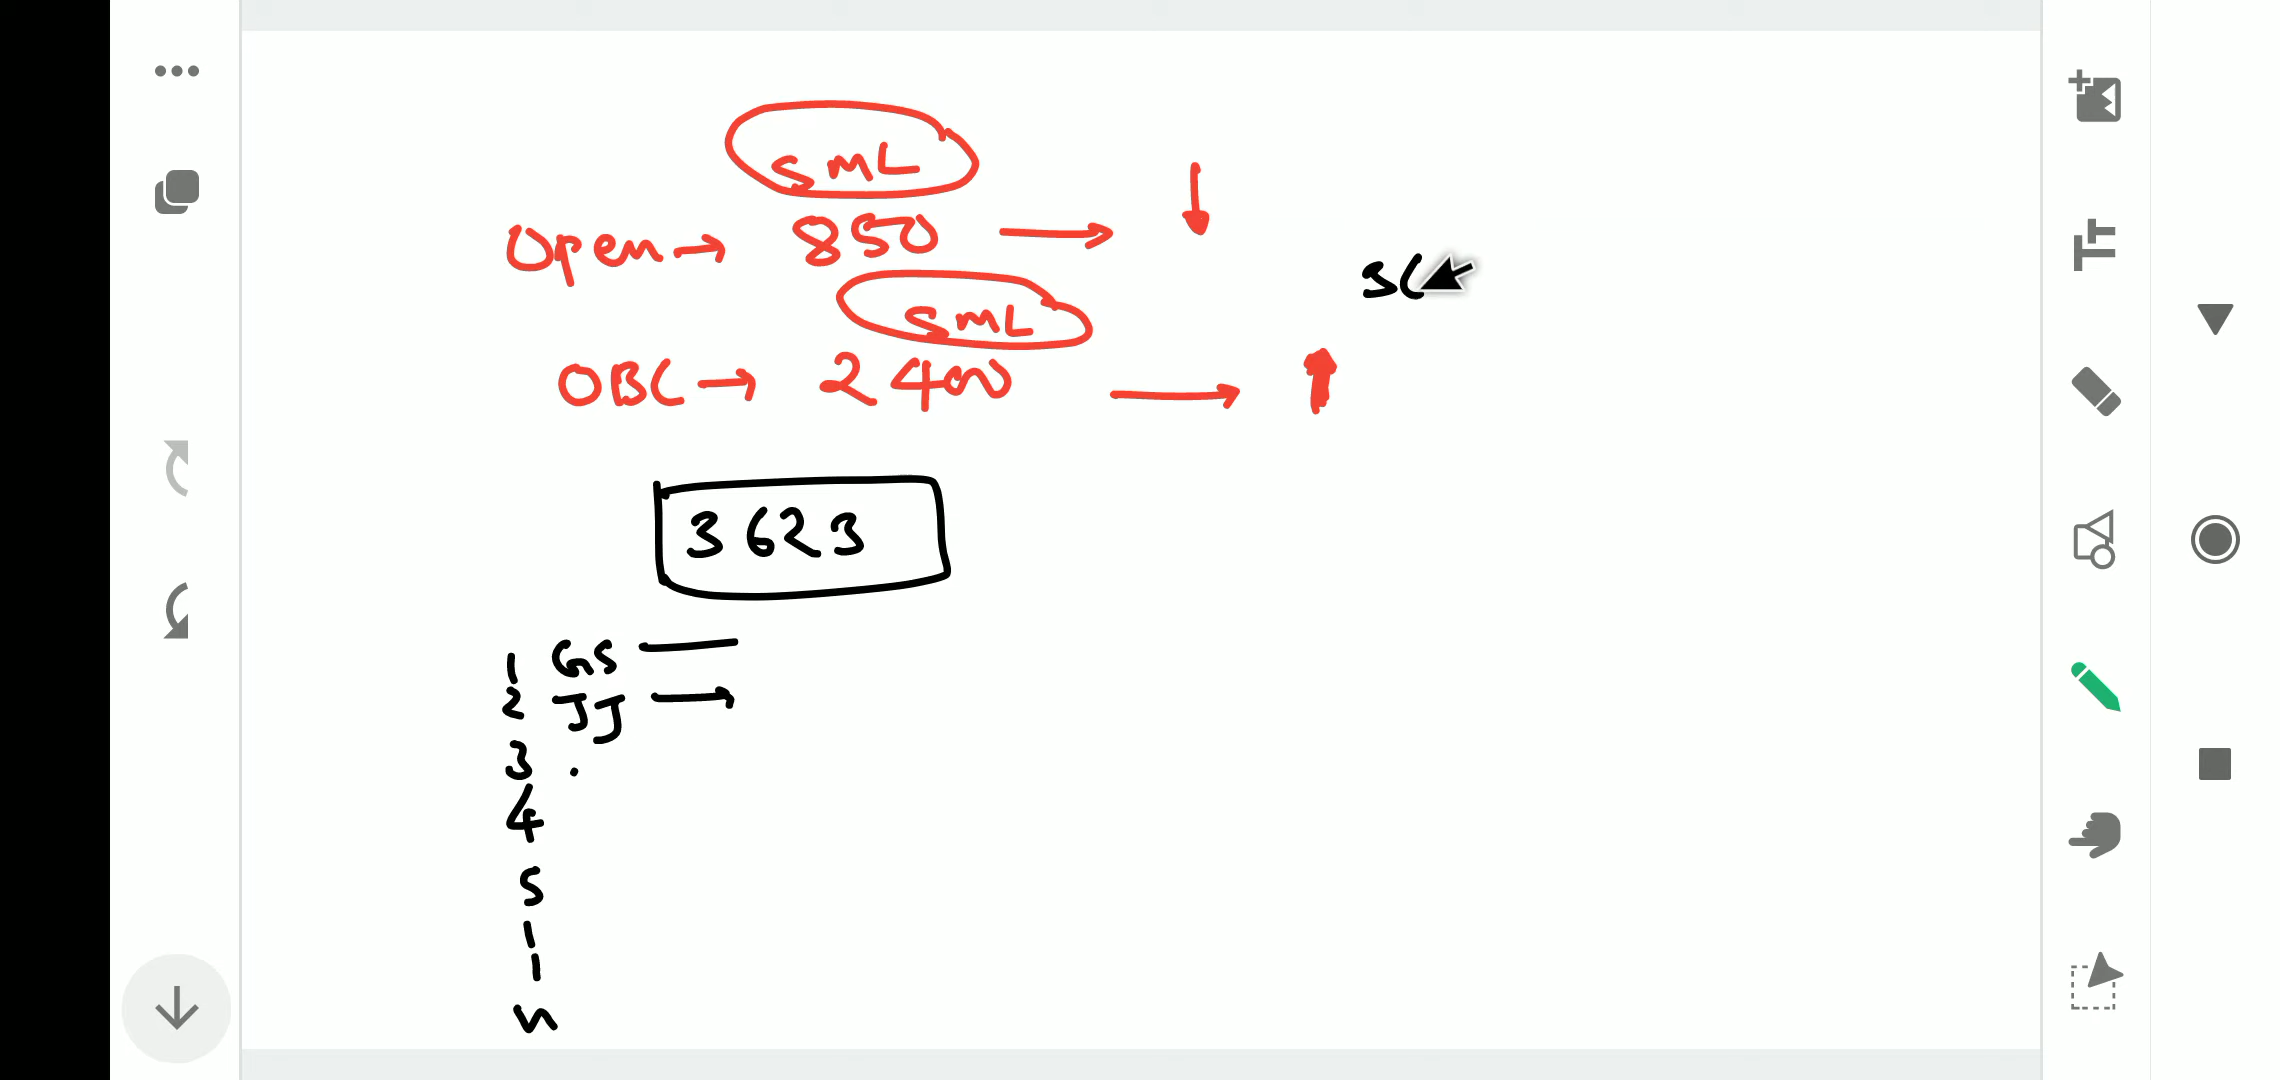 SML
Open → 850 → ↓
SC
SML
OBC → 2400 → ↑
3623
1 GS —
2 JJ →
3 .
4
5
n